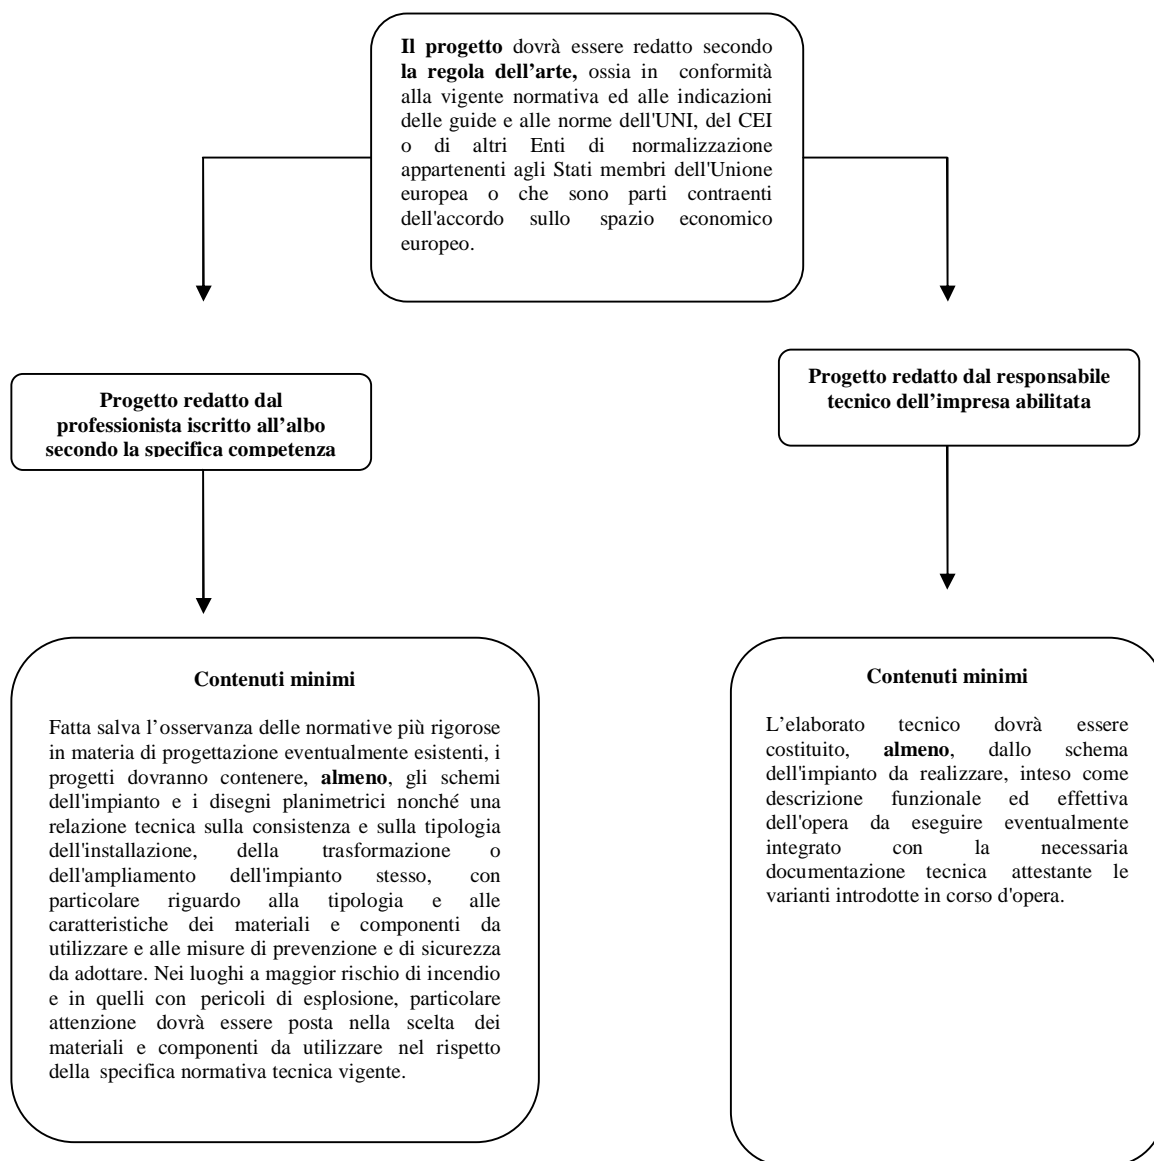 Il progetto dovrà essere redatto secondo
la regola dell'arte, ossia in conformità
alla vigente normativa ed alle indicazioni
delle guide e alle norme dell'UNI, del CEI
o di altri Enti di normalizzazione
appartenenti agli Stati membri dell'Unione
europea o che sono parti contraenti
dell'accordo sullo spazio economico
europeo.
Progetto redatto dal
professionista iscritto all'albo
secondo la specifica competenza
Progetto redatto dal responsabile
tecnico dell'impresa abilitata
Contenuti minimi
Fatta salva l'osservanza delle normative più rigorose
in materia di progettazione eventualmente esistenti, i
progetti dovranno contenere, almeno, gli schemi
dell'impianto e i disegni planimetrici nonché una
relazione tecnica sulla consistenza e sulla tipologia
dell'installazione, della trasformazione o
dell'ampliamento dell'impianto stesso, con
particolare riguardo alla tipologia e alle
caratteristiche dei materiali e componenti da
utilizzare e alle misure di prevenzione e di sicurezza
da adottare. Nei luoghi a maggior rischio di incendio
e in quelli con pericoli di esplosione, particolare
attenzione dovrà essere posta nella scelta dei
materiali e componenti da utilizzare nel rispetto
della specifica normativa tecnica vigente.
Contenuti minimi
L'elaborato tecnico dovrà essere
costituito, almeno, dallo schema
dell'impianto da realizzare, inteso come
descrizione funzionale ed effettiva
dell'opera da eseguire eventualmente
integrato con la necessaria
documentazione tecnica attestante le
varianti introdotte in corso d'opera.